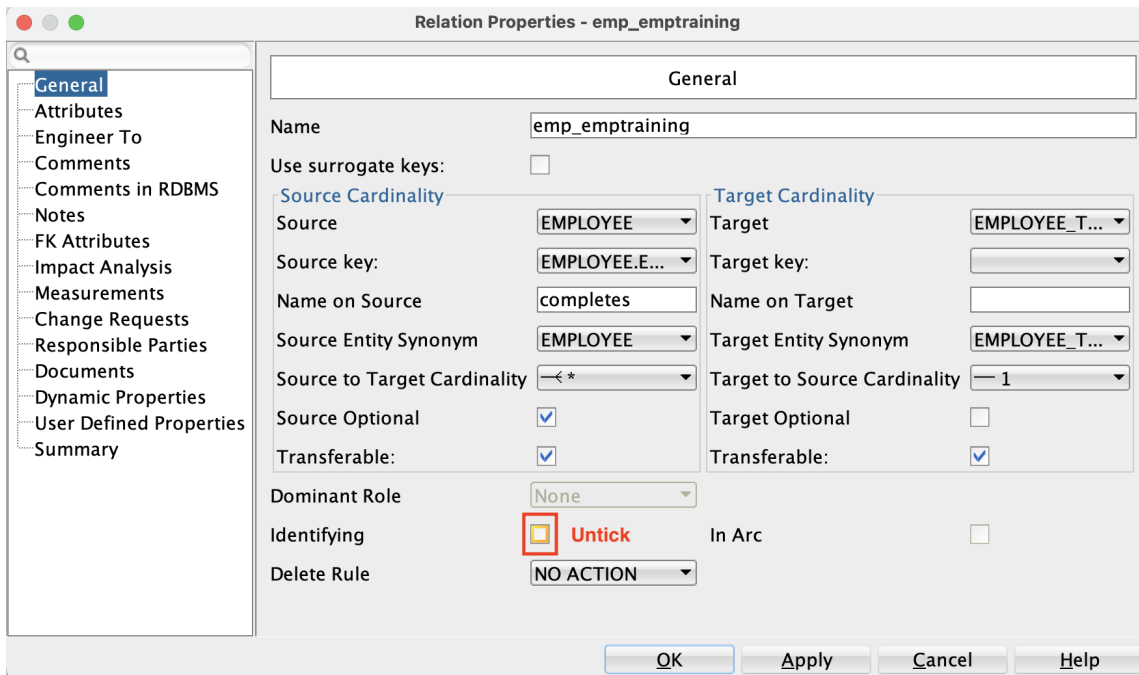 Relation Properties - emp_emptraining
General
Attributes
Engineer To
Comments
Comments in RDBMS
Notes
FK Attributes
Impact Analysis
Measurements
Change Requests
Responsible Parties
Documents
Dynamic Properties
User Defined Properties
Summary
General
Name emp_emptraining
Use surrogate keys:
Source Cardinality
Source EMPLOYEE
Source key: EMPLOYEE.E...
Name on Source completes
Source Entity Synonym EMPLOYEE
Source to Target Cardinality *
Source Optional
Transferable:
Target Cardinality
Target EMPLOYEE_T...
Target key:
Name on Target
Target Entity Synonym EMPLOYEE_T...
Target to Source Cardinality 1
Target Optional
Transferable:
Dominant Role None
Identifying Untick In Arc
Delete Rule NO ACTION
OK Apply Cancel Help